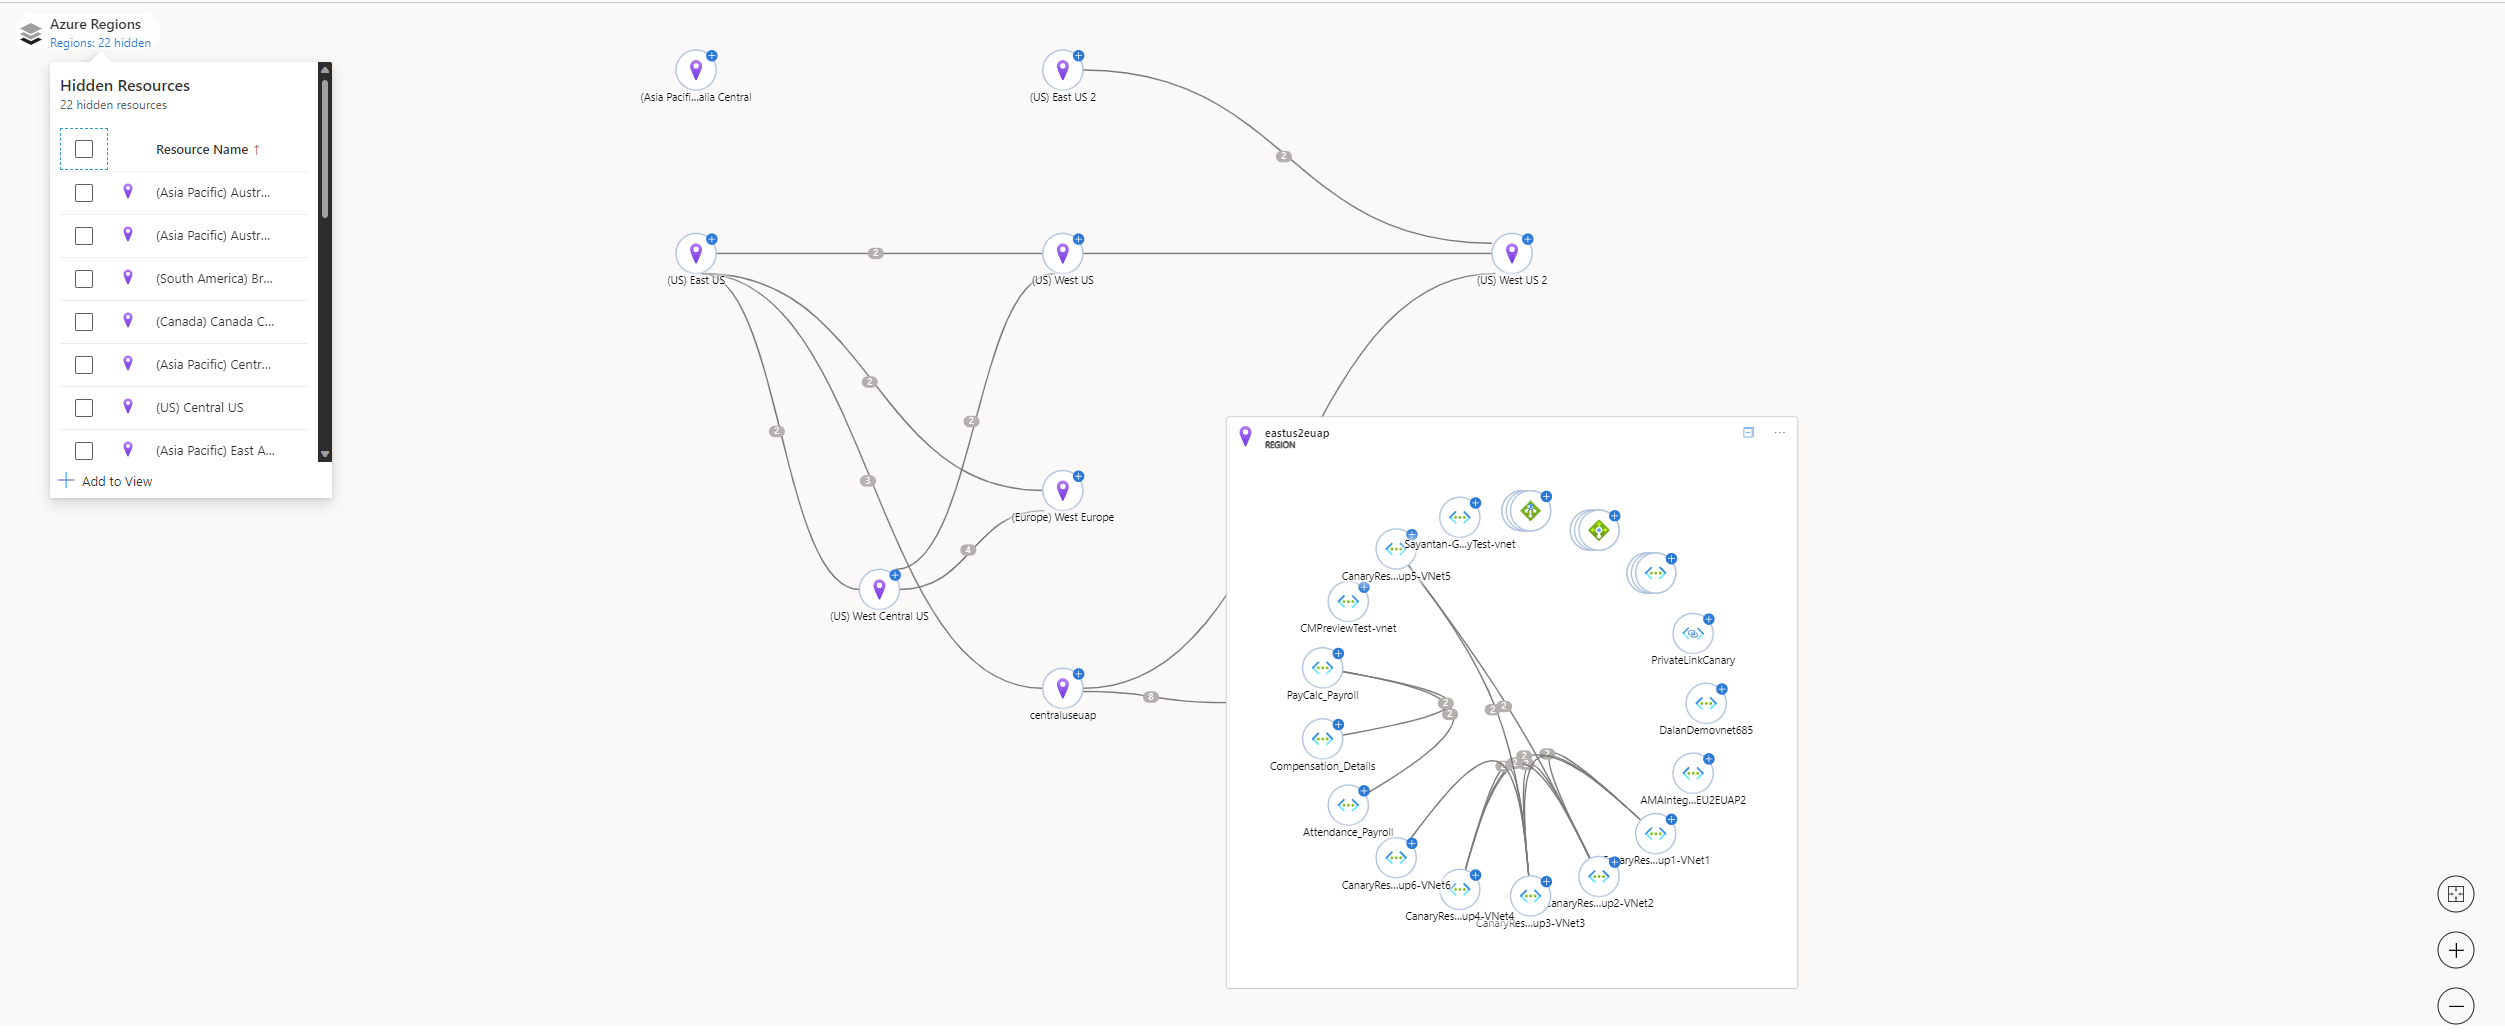 Azure Regions
Regions: 22 hidden
Hidden Resources
22 hidden resources
Resource Name ↑
(Asia Pacific) Austr...
(Asia Pacific) Austr...
(South America) Br...
(Canada) Canada C...
(Asia Pacific) Centr...
(US) Central US
(Asia Pacific) East A...
Add to View
(Asia Pacifi...alia Central
(US) East US 2
2
(US) East US
2
(US) West US
(US) West US 2
2
2
2
3
(Europe) West Europe
4
(US) West Central US
centraluseuap
8
eastus2euap
REGION
...
Sayantan-G...yTest-vnet
CanaryRes...up5-VNet5
CMPreviewTest-vnet
PrivateLinkCanary
PayCalc_Payroll
2
2
2
2
DalanDemovnet685
Compensation_Details
2
2
AMAInteg...EU2EUAP2
Attendance_Payroll
aryRes...up1-VNet1
CanaryRes...up6-VNet6
anaryRes...up2-VNet2
CanaryRes...up4-VNet4
CanaryRes...up3-VNet3